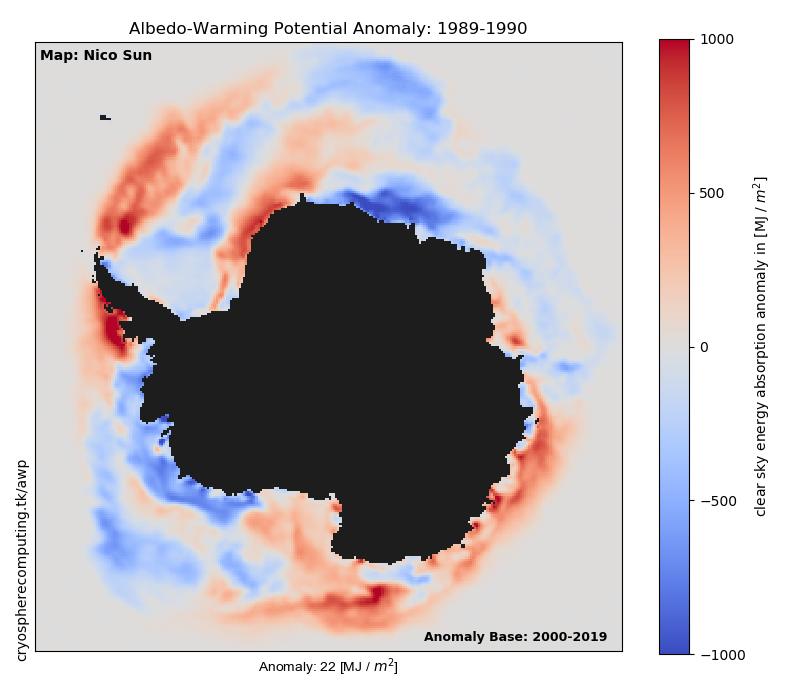 Albedo-Warming Potential Anomaly: 1989-1990
Map: Nico Sun
1000
500
0
−500
−1000
clear sky energy absorption anomaly in [MJ / m²]
cryospherecomputing.tk/awp
Anomaly Base: 2000-2019
Anomaly: 22 [MJ / m²]